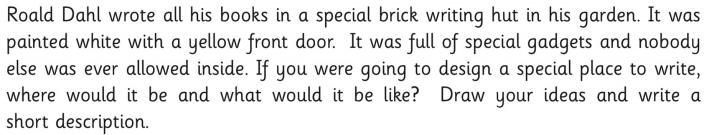 Roald Dahl wrote all his books in a special brick writing hut in his garden. It was
painted white with a yellow front door.  It was full of special gadgets and nobody
else was ever allowed inside. If you were going to design a special place to write,
where would it be and what would it be like?  Draw your ideas and write a
short description.